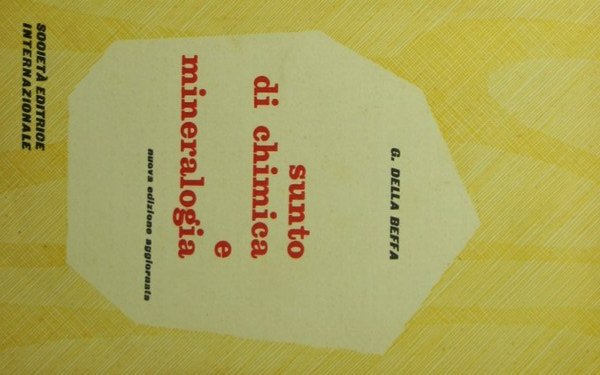 G. DELLA BEFFA
sunto
di chimica
e
mineralogia
nuova edizione aggiornata
SOCIETÀ EDITRICE
INTERNAZIONALE